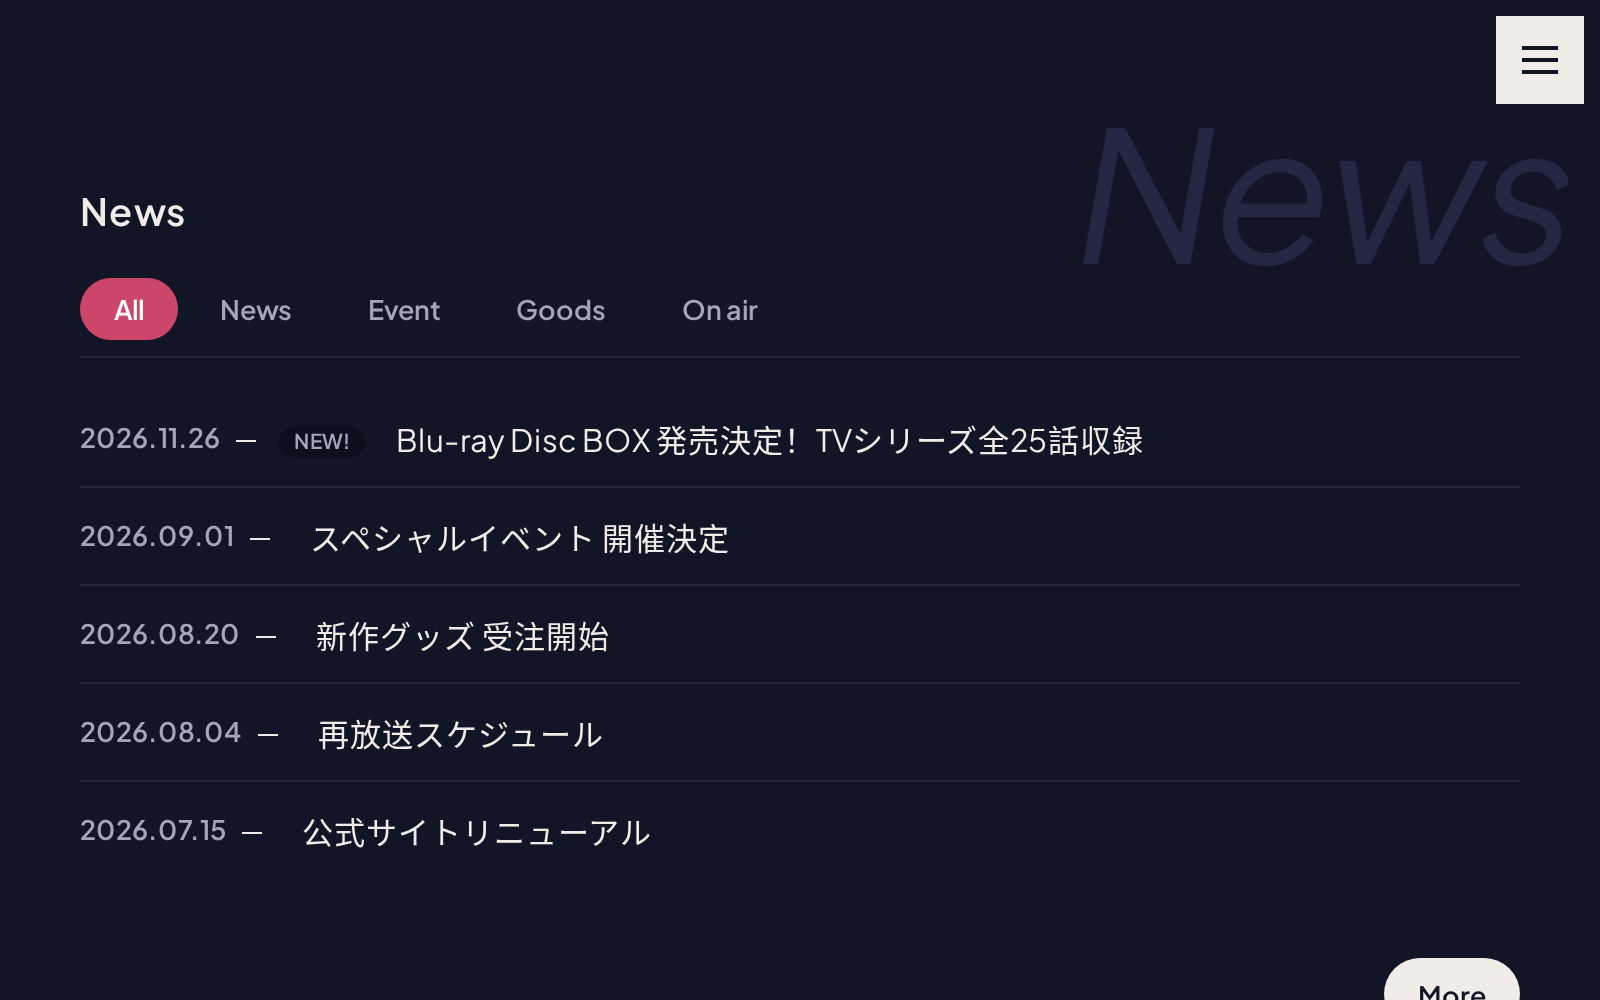 News
News
All News Event Goods On air
2026.11.26 — NEW! Blu-ray Disc BOX 発売決定！TVシリーズ全25話収録
2026.09.01 — スペシャルイベント 開催決定
2026.08.20 — 新作グッズ 受注開始
2026.08.04 — 再放送スケジュール
2026.07.15 — 公式サイトリニューアル
More